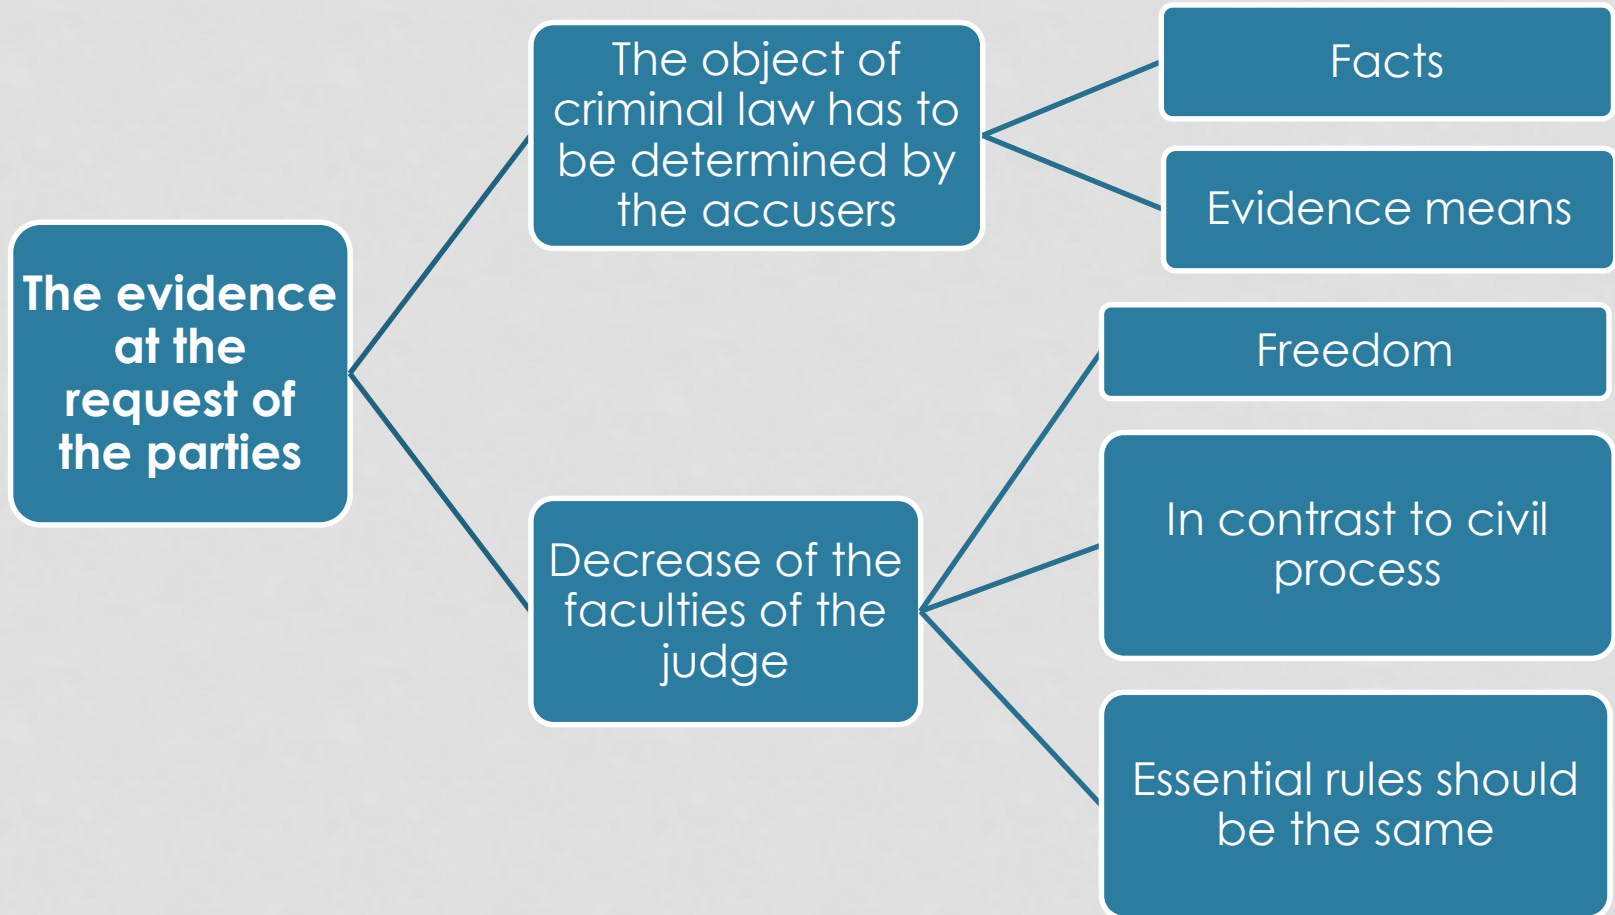 The evidence
at the
request of
the parties
The object of
criminal law has to
be determined by
the accusers
Facts
Evidence means
Decrease of the
faculties of the
judge
Freedom
In contrast to civil
process
Essential rules should
be the same